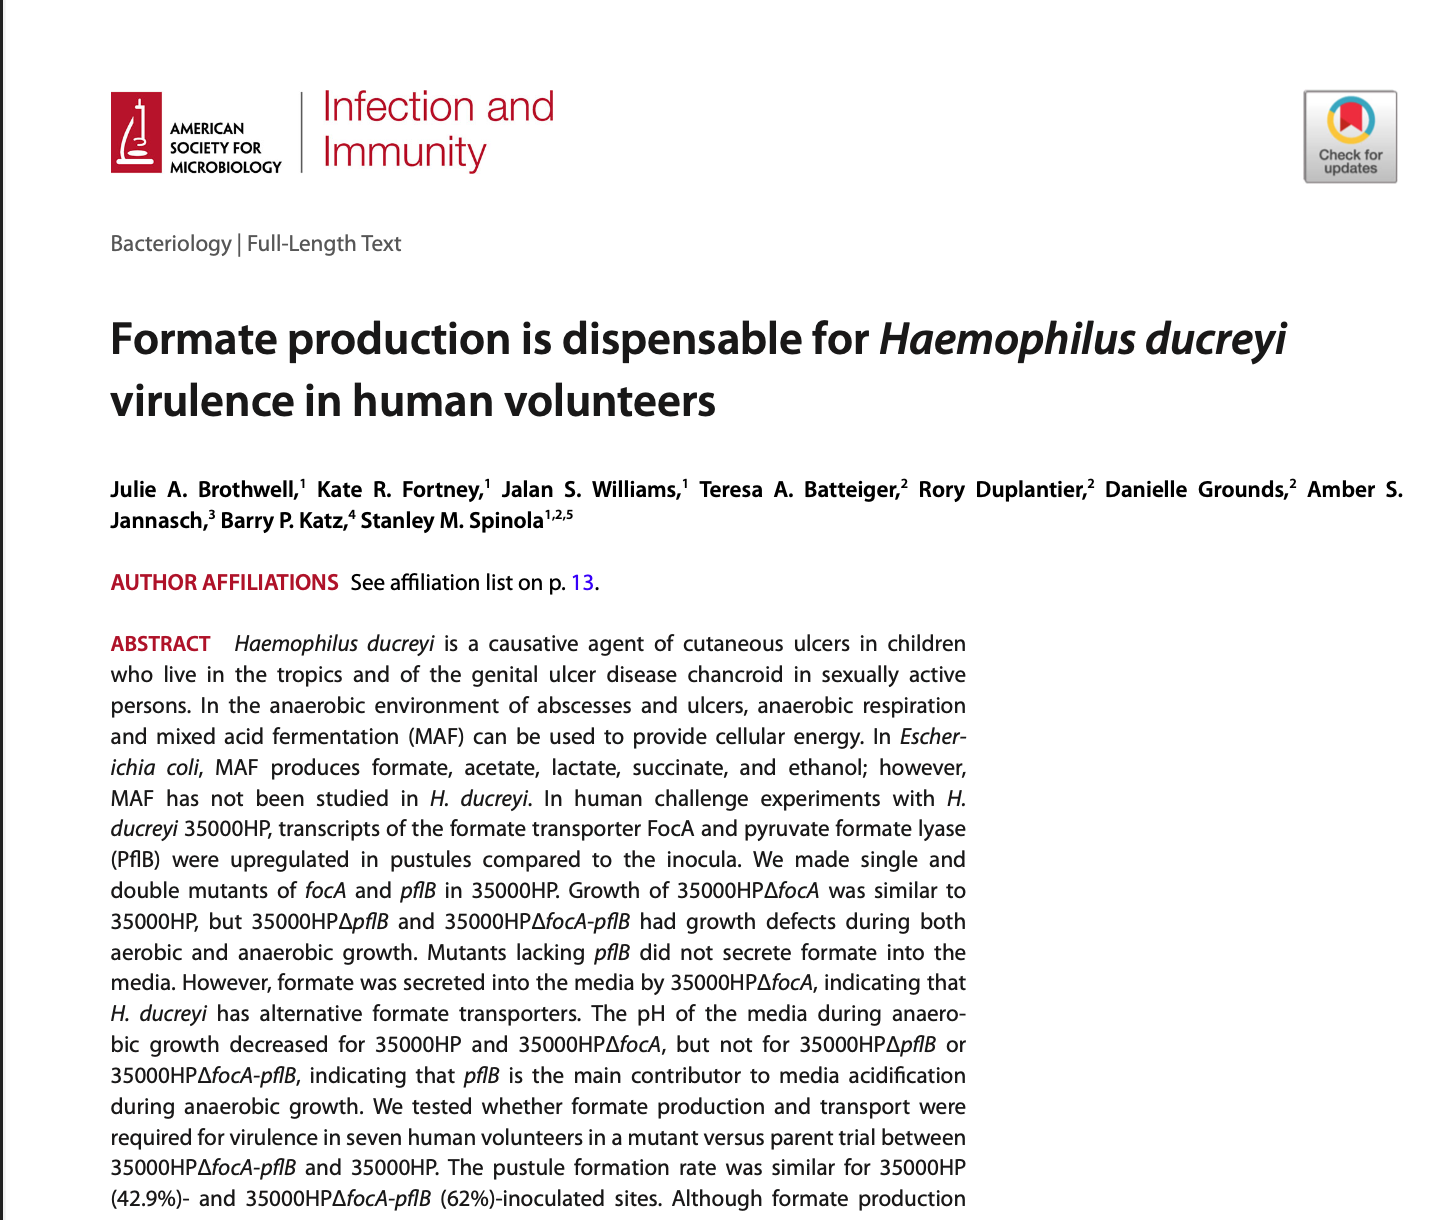 AMERICAN
SOCIETY FOR
MICROBIOLOGY
Infection and
Immunity
Check for
updates
Bacteriology | Full-Length Text
Formate production is dispensable for Haemophilus ducreyi
virulence in human volunteers
Julie A. Brothwell,¹ Kate R. Fortney,¹ Jalan S. Williams,¹ Teresa A. Batteiger,² Rory Duplantier,² Danielle Grounds,² Amber S.
Jannasch,³ Barry P. Katz,⁴ Stanley M. Spinola¹,²,⁵
AUTHOR AFFILIATIONS See affiliation list on p. 13.
ABSTRACT Haemophilus ducreyi is a causative agent of cutaneous ulcers in children
who live in the tropics and of the genital ulcer disease chancroid in sexually active
persons. In the anaerobic environment of abscesses and ulcers, anaerobic respiration
and mixed acid fermentation (MAF) can be used to provide cellular energy. In Escher-
ichia coli, MAF produces formate, acetate, lactate, succinate, and ethanol; however,
MAF has not been studied in H. ducreyi. In human challenge experiments with H.
ducreyi 35000HP, transcripts of the formate transporter FocA and pyruvate formate lyase
(PflB) were upregulated in pustules compared to the inocula. We made single and
double mutants of focA and pflB in 35000HP. Growth of 35000HPΔfocA was similar to
35000HP, but 35000HPΔpflB and 35000HPΔfocA-pflB had growth defects during both
aerobic and anaerobic growth. Mutants lacking pflB did not secrete formate into the
media. However, formate was secreted into the media by 35000HPΔfocA, indicating that
H. ducreyi has alternative formate transporters. The pH of the media during anaero-
bic growth decreased for 35000HP and 35000HPΔfocA, but not for 35000HPΔpflB or
35000HPΔfocA-pflB, indicating that pflB is the main contributor to media acidification
during anaerobic growth. We tested whether formate production and transport were
required for virulence in seven human volunteers in a mutant versus parent trial between
35000HPΔfocA-pflB and 35000HP. The pustule formation rate was similar for 35000HP
(42.9%)- and 35000HPΔfocA-pflB (62%)-inoculated sites. Although formate production